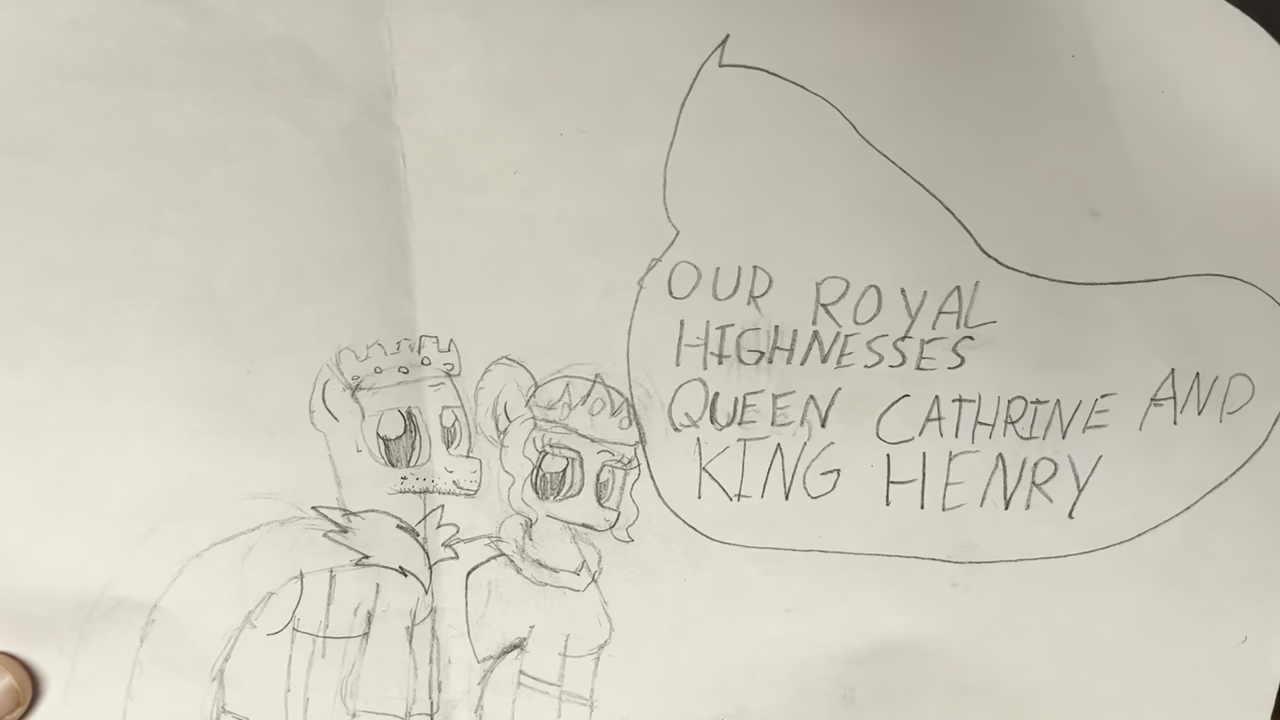 OUR ROYAL
HIGHNESSES
QUEEN CATHRINE AND
KING HENRY